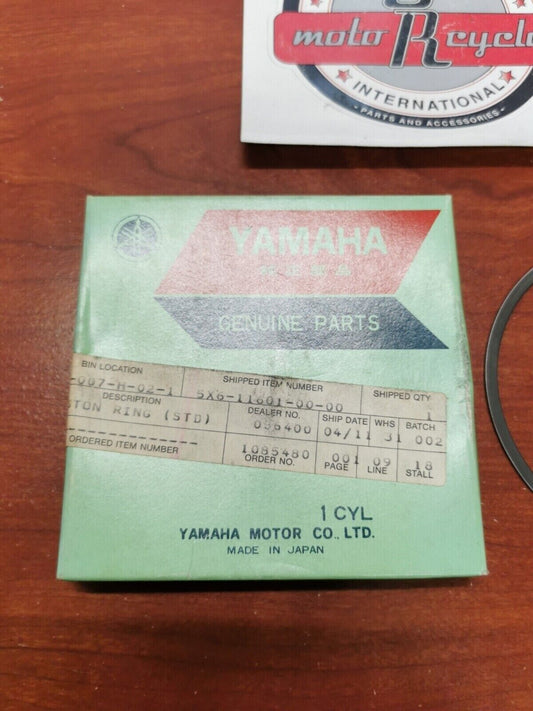 moto R cycle
INTERNATIONAL
PARTS AND ACCESSORIES
YAMAHA
GENUINE PARTS
BIN LOCATION SHIPPED ITEM NUMBER SHIPPED QTY
007-H-02-1 5X6-11601-00-00 1
DESCRIPTION DEALER NO. SHIP DATE WHS BATCH
STON RING (STD) 056400 04/11 31 002
ORDERED ITEM NUMBER 1085480 001 09 18
ORDER NO. PAGE LINE STALL
1 CYL
YAMAHA MOTOR CO., LTD.
MADE IN JAPAN